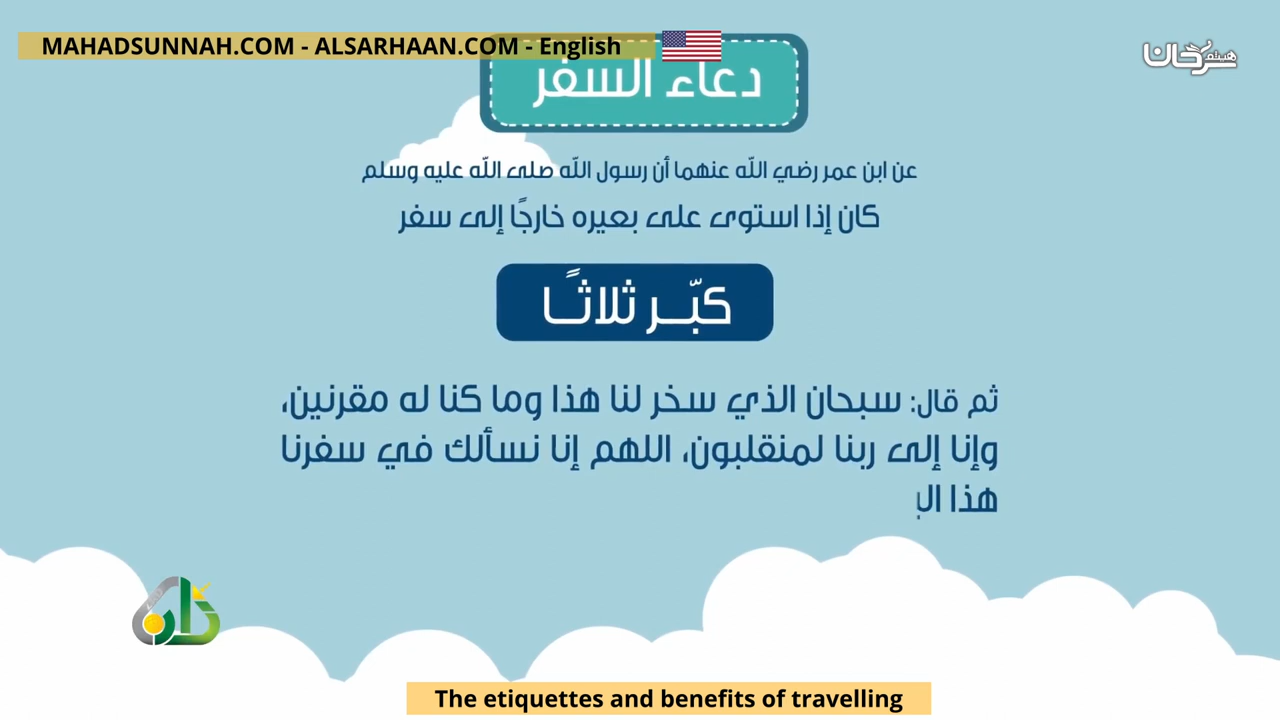 MAHADSUNNAH.COM - ALSARHAAN.COM - English
دعاء السفر
عن ابن عمر رضي الله عنهما أن رسول الله صلى الله عليه وسلم
كان إذا استوى على بعيره خارجًا إلى سفر
كبّر ثلاثًا
ثم قال: سبحان الذي سخر لنا هذا وما كنا له مقرنين،
وإنا إلى ربنا لمنقلبون، اللهم إنا نسألك في سفرنا
هذا
The etiquettes and benefits of travelling